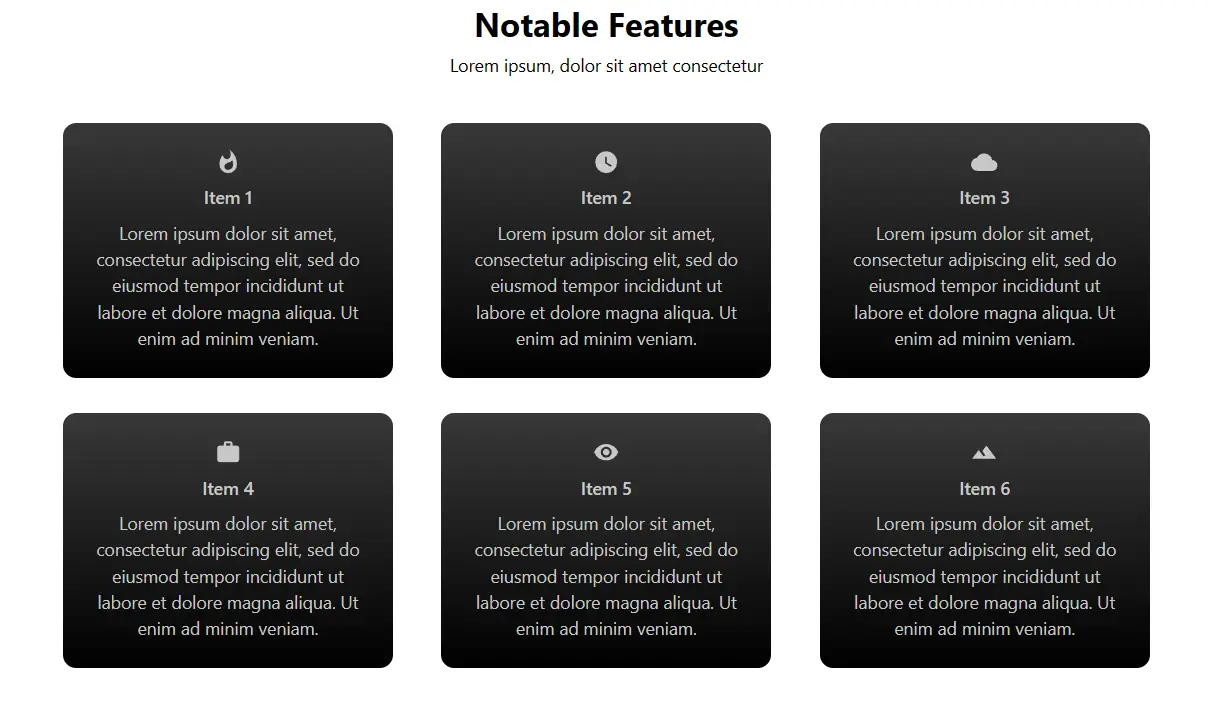 Notable Features
Lorem ipsum, dolor sit amet consectetur
Item 1
Lorem ipsum dolor sit amet,
consectetur adipiscing elit, sed do
eiusmod tempor incididunt ut
labore et dolore magna aliqua. Ut
enim ad minim veniam.
Item 2
Lorem ipsum dolor sit amet,
consectetur adipiscing elit, sed do
eiusmod tempor incididunt ut
labore et dolore magna aliqua. Ut
enim ad minim veniam.
Item 3
Lorem ipsum dolor sit amet,
consectetur adipiscing elit, sed do
eiusmod tempor incididunt ut
labore et dolore magna aliqua. Ut
enim ad minim veniam.
Item 4
Lorem ipsum dolor sit amet,
consectetur adipiscing elit, sed do
eiusmod tempor incididunt ut
labore et dolore magna aliqua. Ut
enim ad minim veniam.
Item 5
Lorem ipsum dolor sit amet,
consectetur adipiscing elit, sed do
eiusmod tempor incididunt ut
labore et dolore magna aliqua. Ut
enim ad minim veniam.
Item 6
Lorem ipsum dolor sit amet,
consectetur adipiscing elit, sed do
eiusmod tempor incididunt ut
labore et dolore magna aliqua. Ut
enim ad minim veniam.